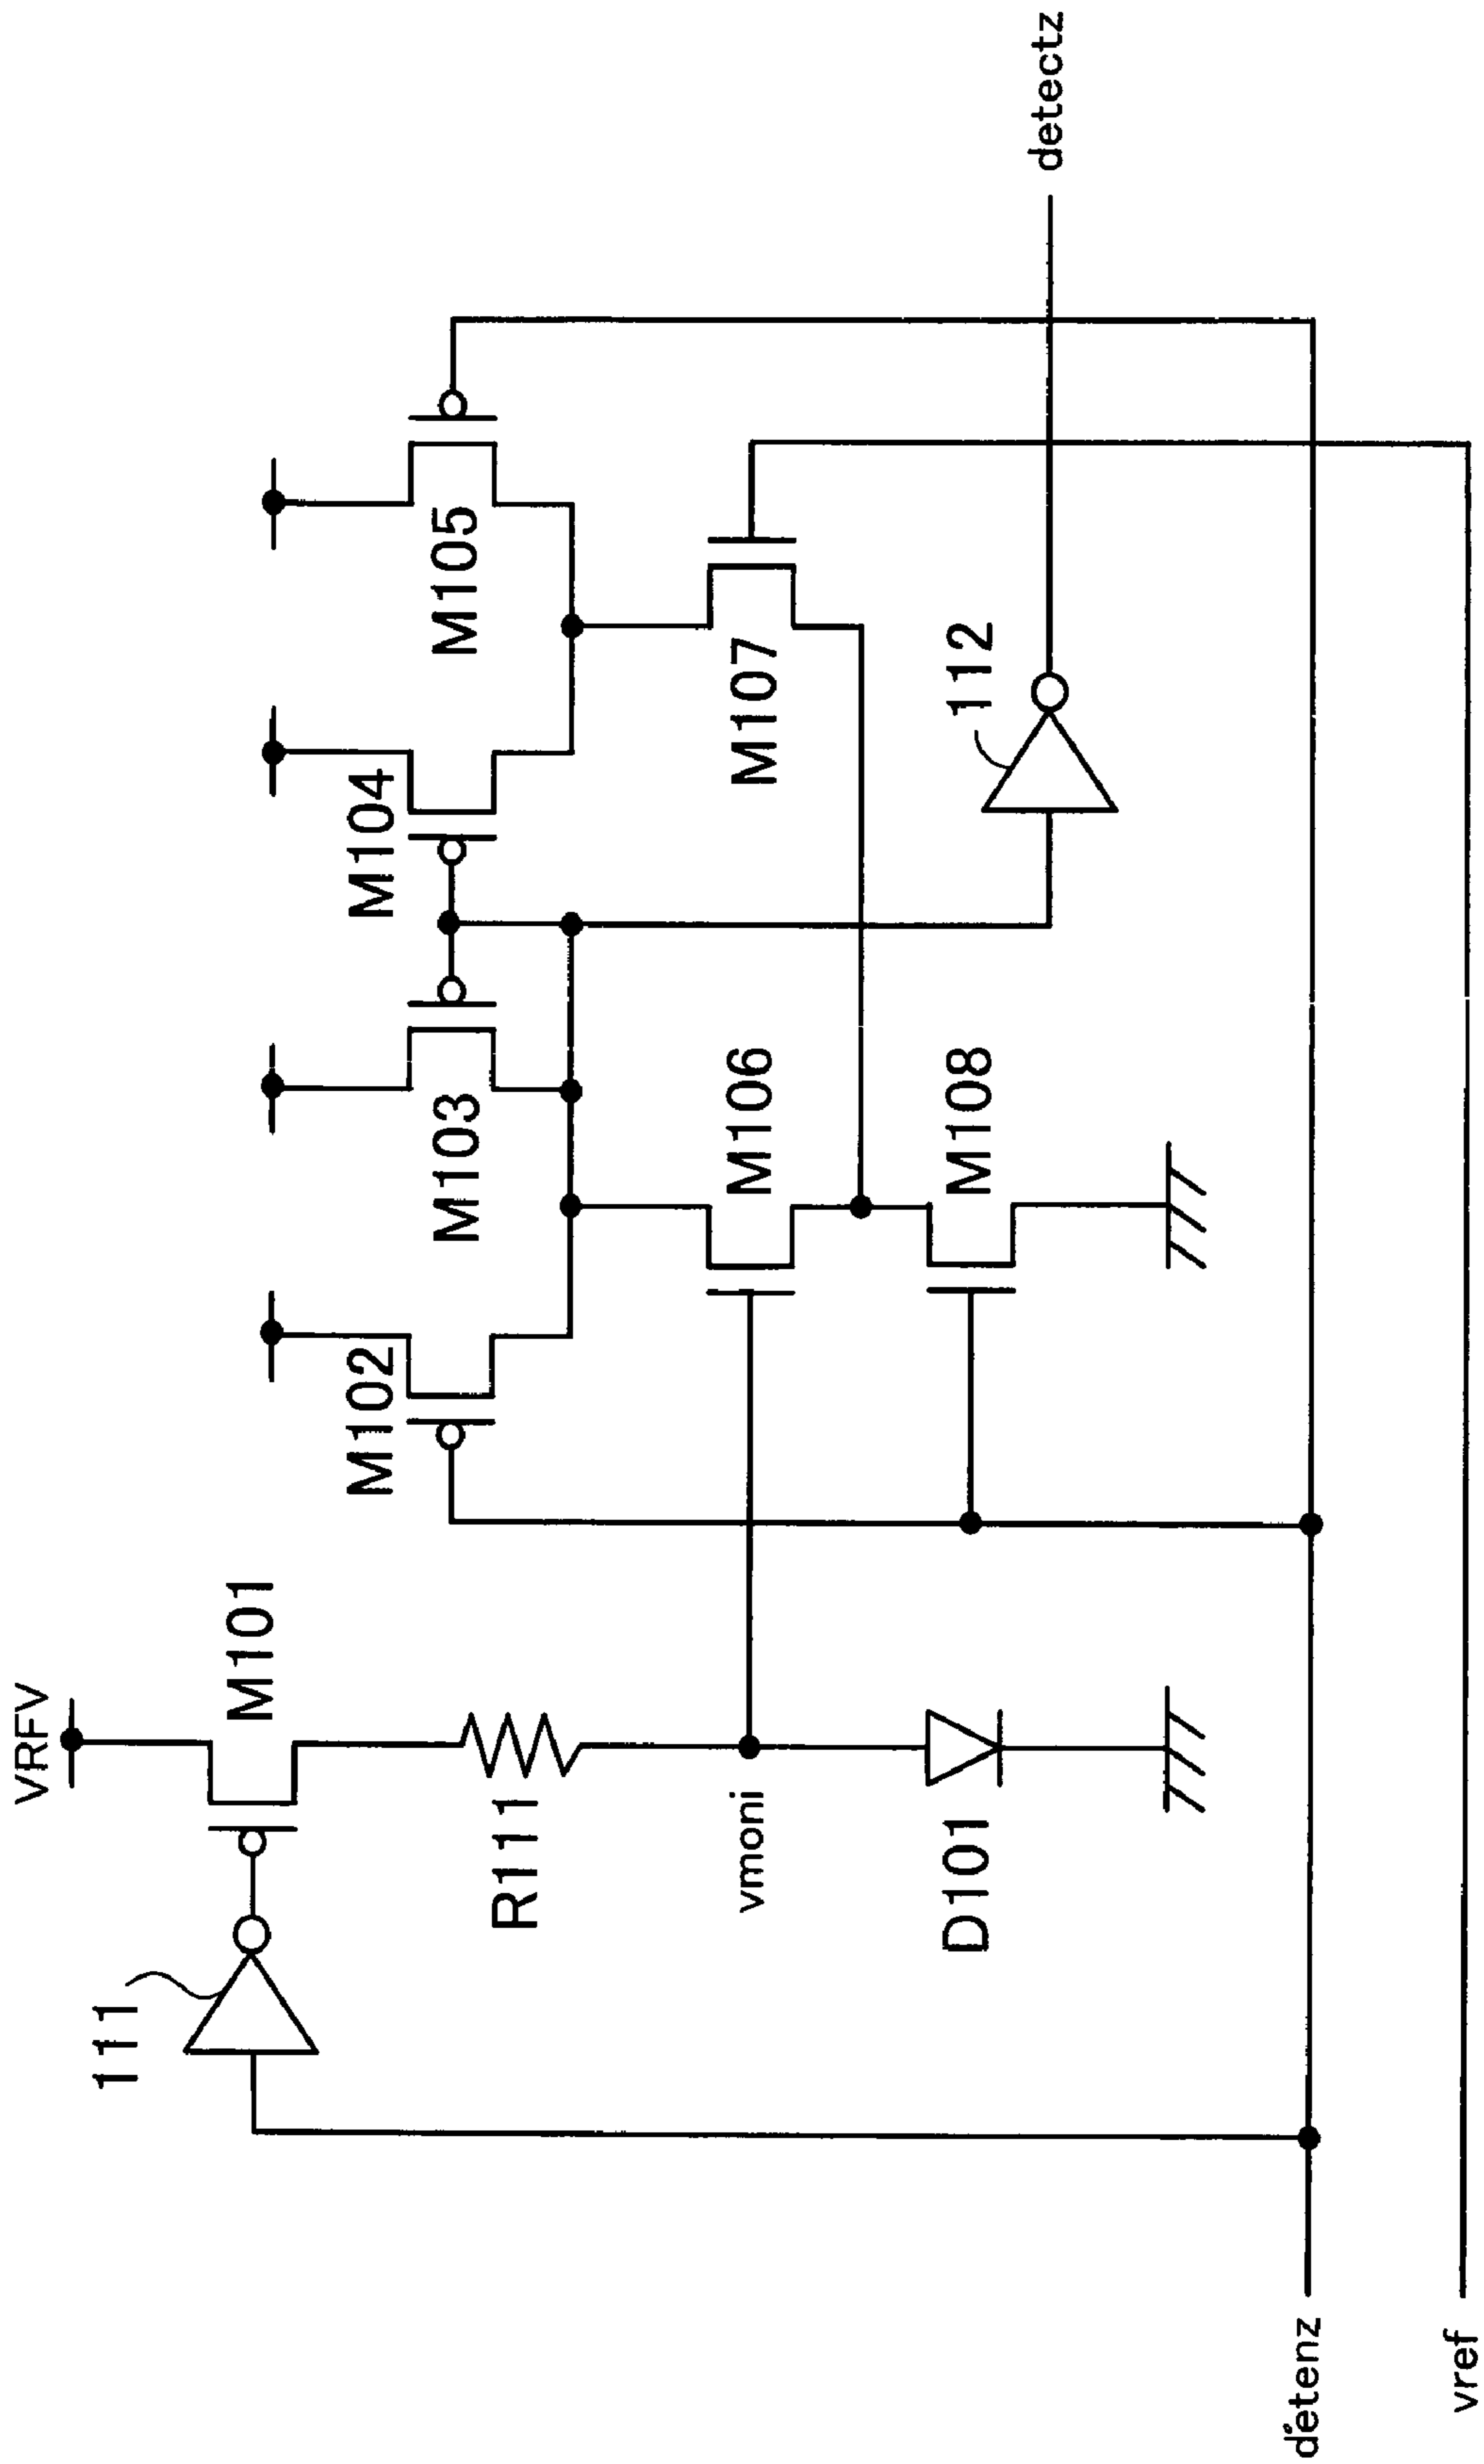 VRFV
111
M101
R111
vmoni
D101
M102
M103
M104
M105
M106
M107
M108
112
detectz
detenz
vref